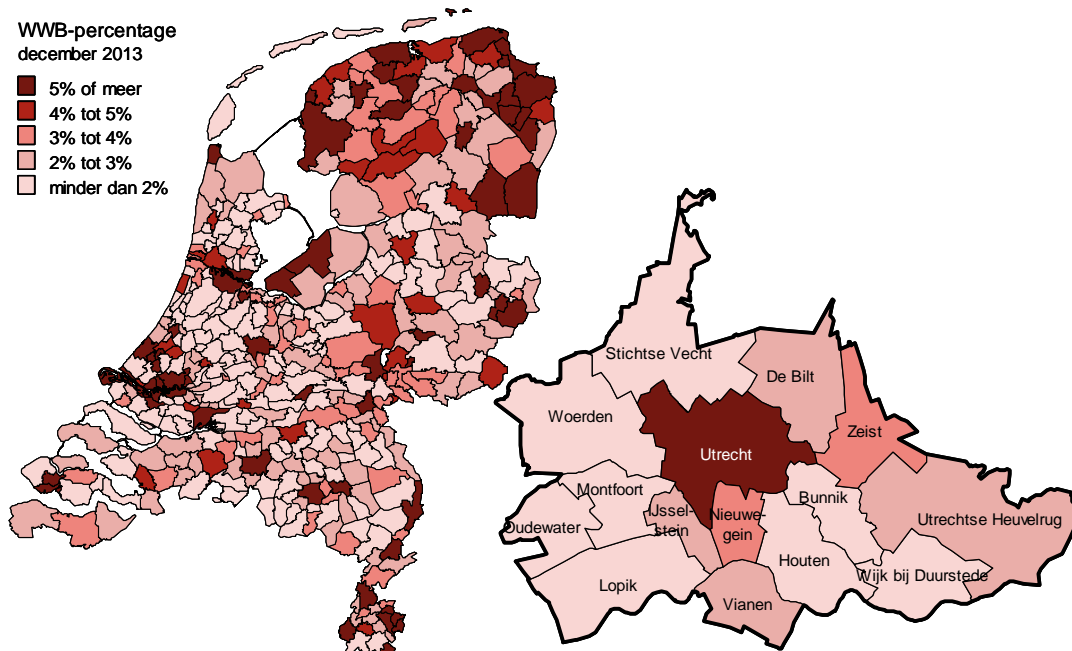 WWB-percentage
december 2013
5% of meer
4% tot 5%
3% tot 4%
2% tot 3%
minder dan 2%
Stichtse Vecht
De Bilt
Woerden
Zeist
Utrecht
Montfoort
Bunnik
IJssel-
stein
Nieuwe-
gein
Oudewater
Utrechtse Heuvelrug
Houten
Wijk bij Duurstede
Lopik
Vianen